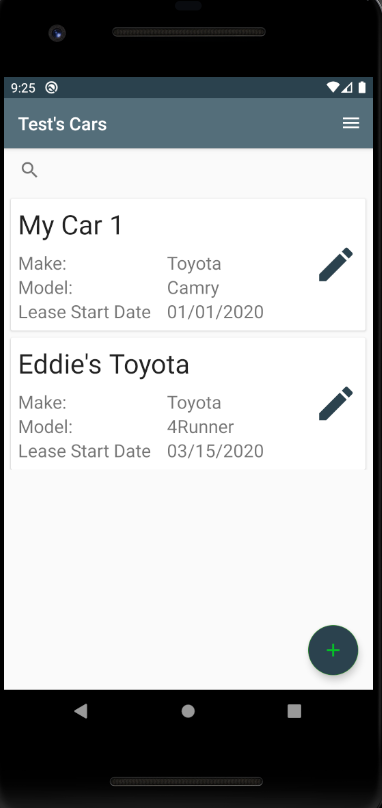 9:25
Test's Cars
My Car 1
Make: Toyota
Model: Camry
Lease Start Date 01/01/2020
Eddie's Toyota
Make: Toyota
Model: 4Runner
Lease Start Date 03/15/2020
+